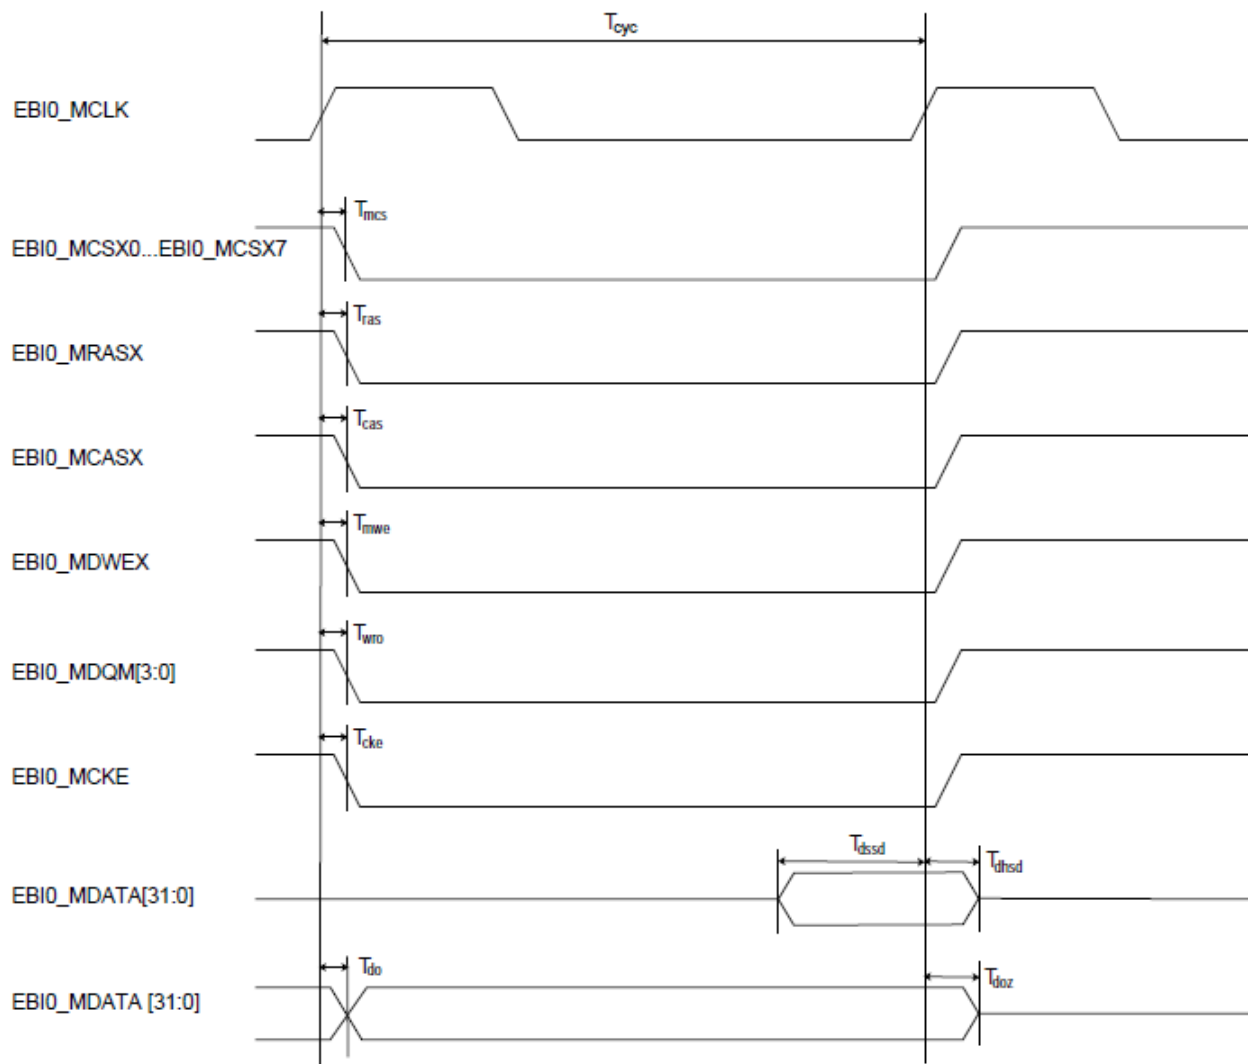 Tcyc
EBI0_MCLK
Tmcs
EBI0_MCSX0...EBI0_MCSX7
Tras
EBI0_MRASX
Tcas
EBI0_MCASX
Tmwe
EBI0_MDWEX
Twro
EBI0_MDQM[3:0]
Tcke
EBI0_MCKE
Tdssd
Tdhsd
EBI0_MDATA[31:0]
Tdo
Tdoz
EBI0_MDATA [31:0]